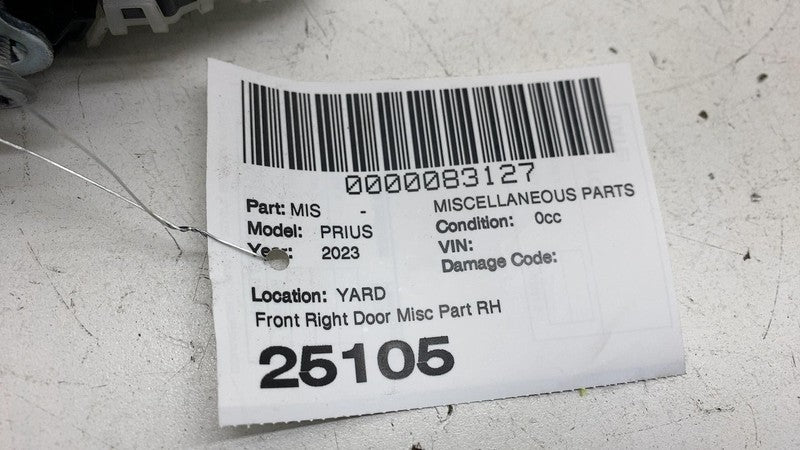 0000083127
Part: MIS - MISCELLANEOUS PARTS
Model: PRIUS Condition: 0cc
Year: 2023 VIN:
Damage Code:
Location: YARD
Front Right Door Misc Part RH
25105